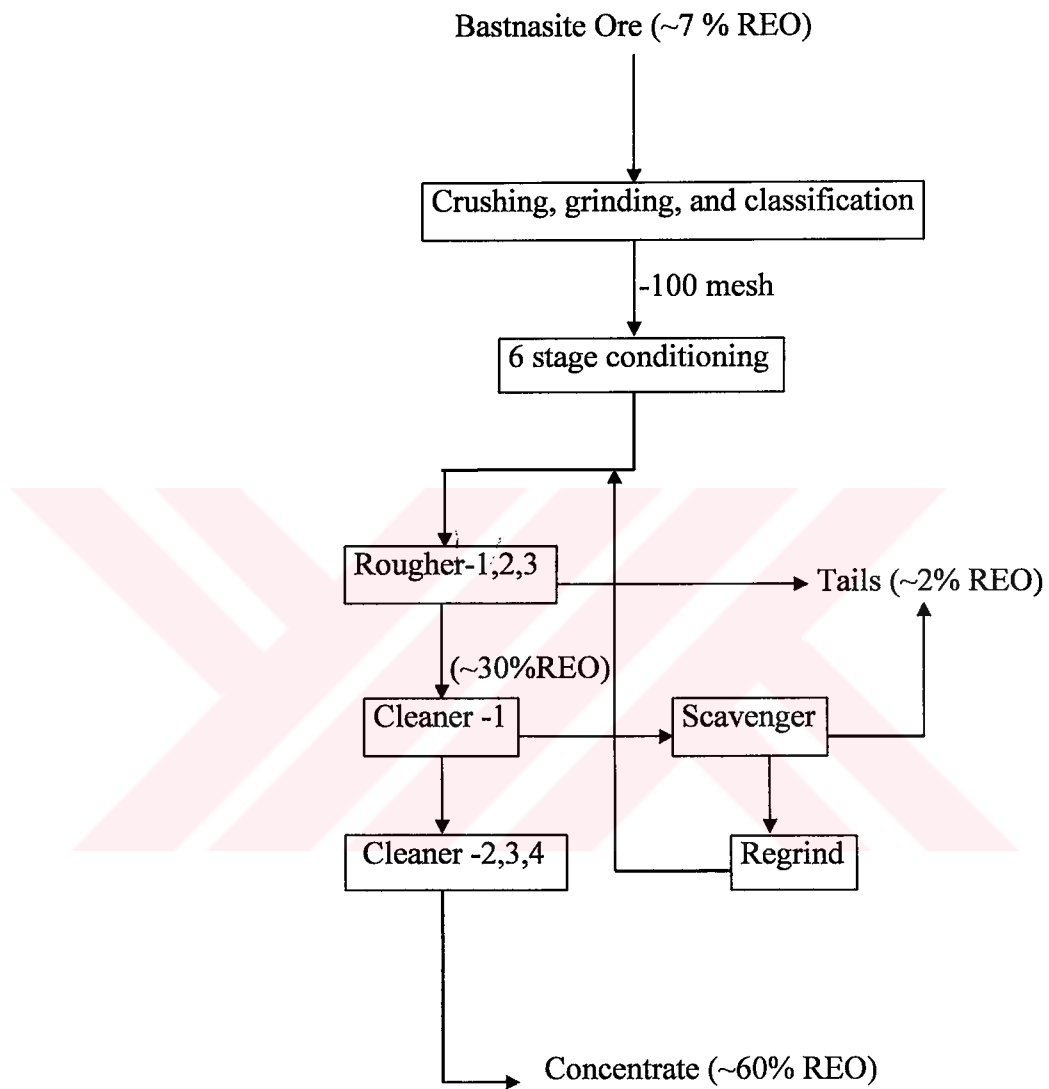 Bastnasite Ore (~7 % REO)
Crushing, grinding, and classification
-100 mesh
6 stage conditioning
Rougher-1,2,3
Tails (~2% REO)
(~30%REO)
Cleaner -1
Scavenger
Cleaner -2,3,4
Regrind
Concentrate (~60% REO)